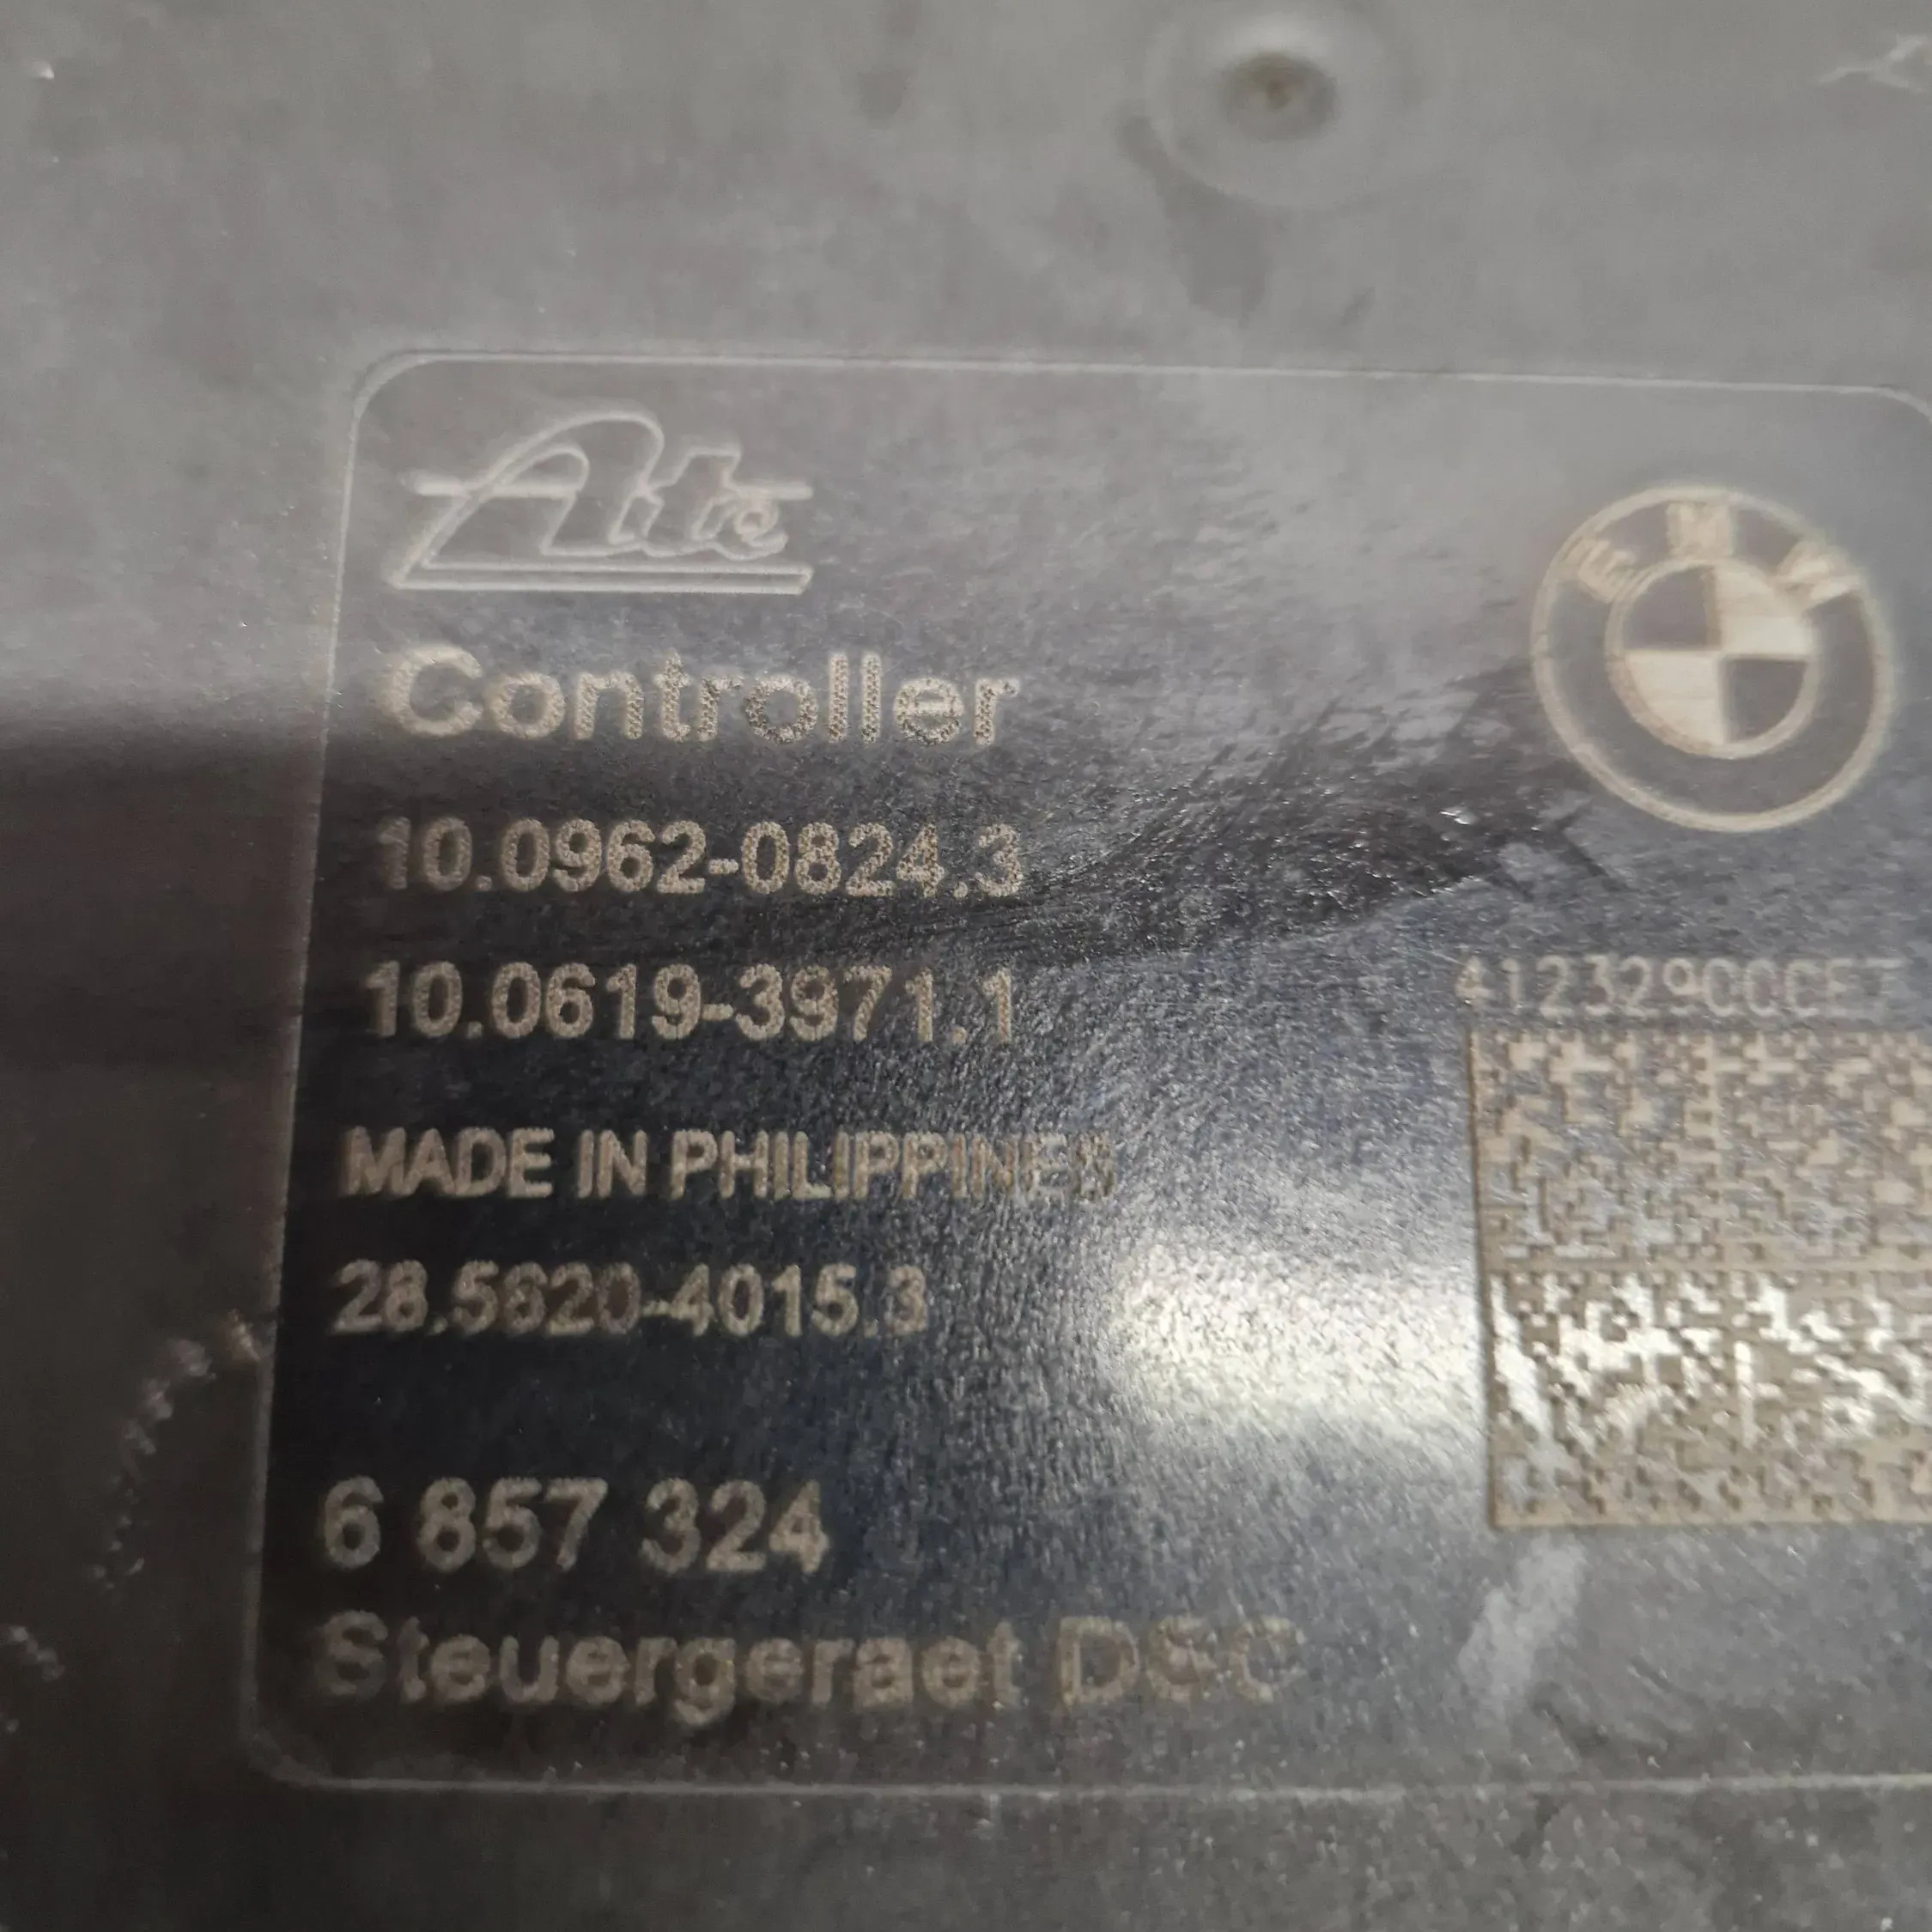 Ate
BMW
Controller
10.0962-0824.3
10.0619-3971.1
MADE IN PHILIPPINES
28.5620-4015.3
6 857 324
Steuergeraet DSC